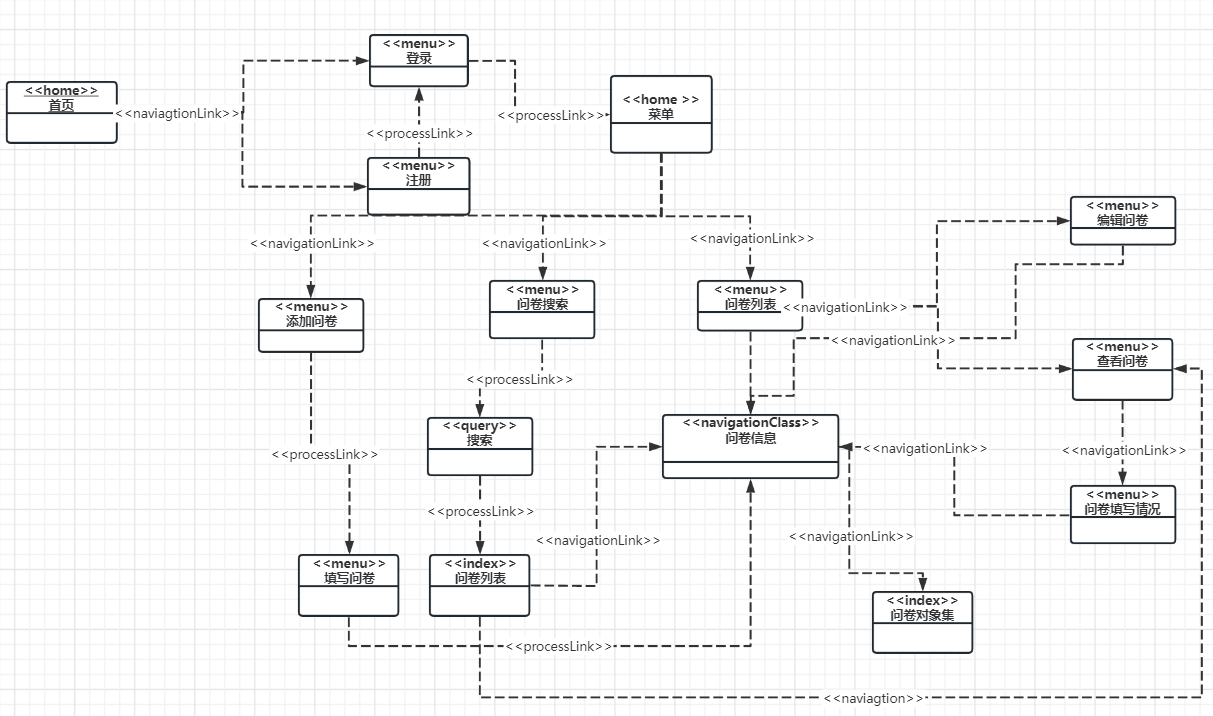 <<menu>>
登录
<<home>>
首页
<<naviagtionLink>>
<<home >>
菜单
<<processLink>>
<<processLink>>
<<menu>>
注册
<<menu>>
编辑问卷
<<navigationLink>>
<<navigationLink>>
<<navigationLink>>
<<menu>>
问卷搜索
<<menu>>
问卷列表
<<navigationLink>>
<<menu>>
添加问卷
<<navigationLink>>
<<menu>>
查看问卷
<<processLink>>
<<query>>
搜索
<<navigationClass>>
问卷信息
<<processLink>>
<<navigationLink>>
<<navigationLink>>
<<menu>>
问卷填写情况
<<processLink>>
<<navigationLink>>
<<navigationLink>>
<<menu>>
填写问卷
<<index>>
问卷列表
<<index>>
问卷对象集
<<processLink>>
<<naviagtion>>